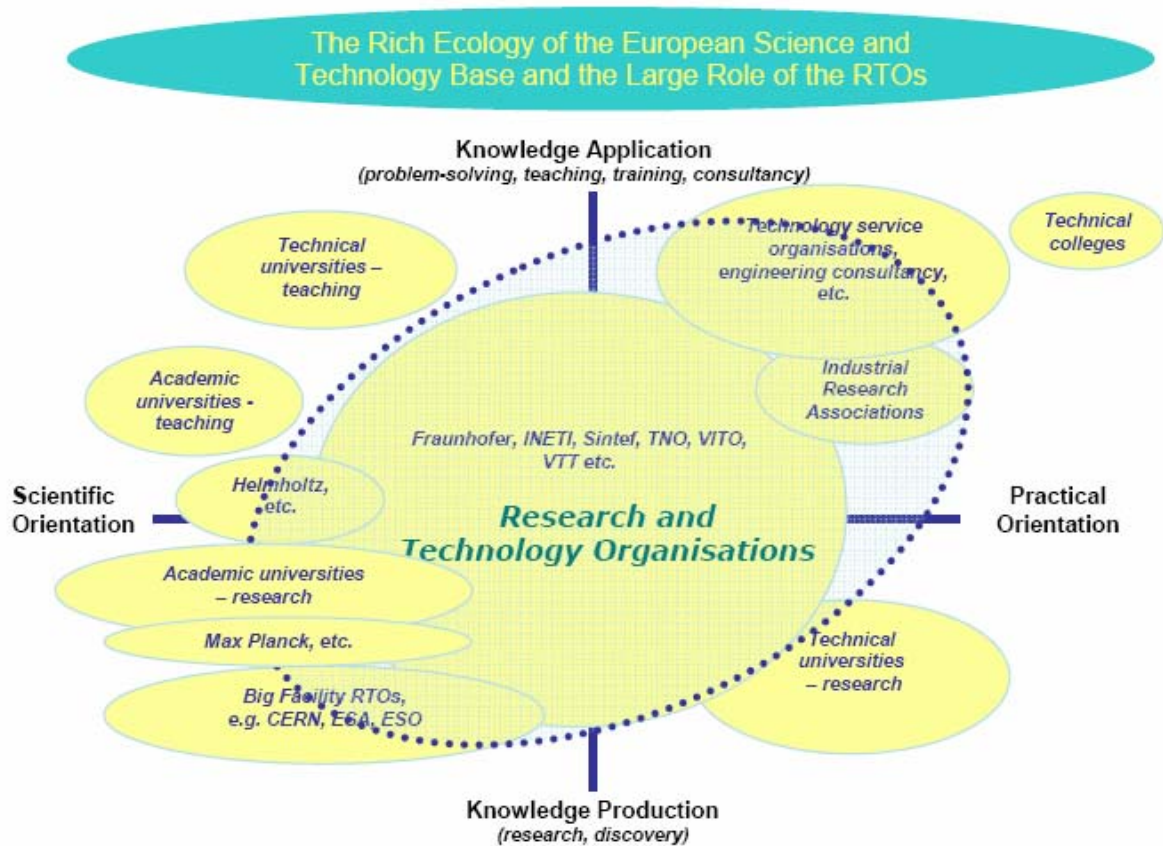 The Rich Ecology of the European Science and
Technology Base and the Large Role of the RTOs
Knowledge Application
(problem-solving, teaching, training, consultancy)
Technical
universities –
teaching
Technology service
organisations,
engineering consultancy,
etc.
Technical
colleges
Academic
universities -
teaching
Industrial
Research
Associations
Fraunhofer, INETI, Sintef, TNO, VITO,
VTT etc.
Helmholtz,
etc.
Scientific
Orientation
Research and
Technology Organisations
Practical
Orientation
Academic universities
– research
Max Planck, etc.
Technical
universities
– research
Big Facility RTOs,
e.g. CERN, ESA, ESO
Knowledge Production
(research, discovery)